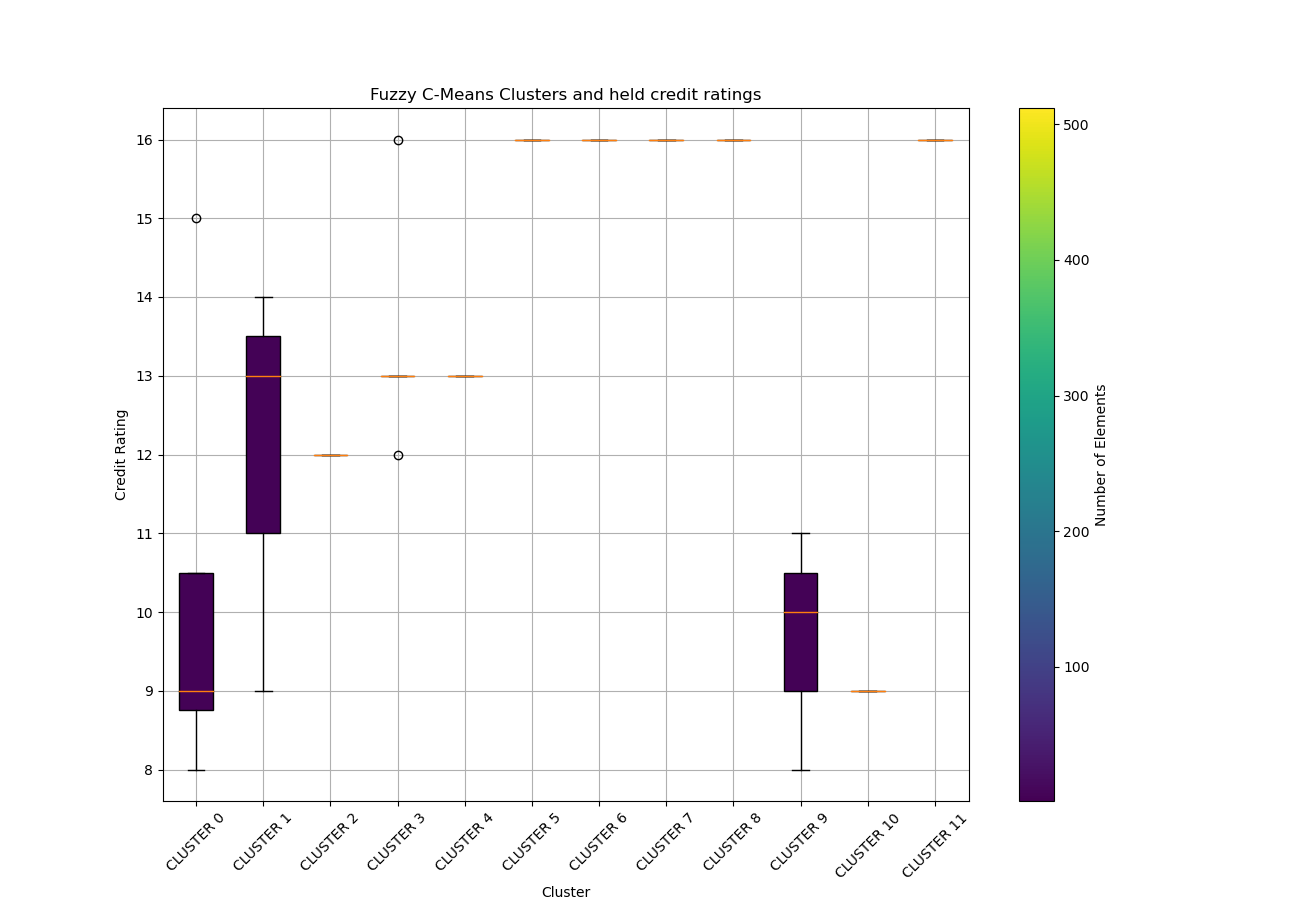 Fuzzy C-Means Clusters and held credit ratings
16
15
14
13
12
11
10
9
8
Credit Rating
CLUSTER 0
CLUSTER 1
CLUSTER 2
CLUSTER 3
CLUSTER 4
CLUSTER 5
CLUSTER 6
CLUSTER 7
CLUSTER 8
CLUSTER 9
CLUSTER 10
CLUSTER 11
Cluster
500
400
300
200
100
Number of Elements